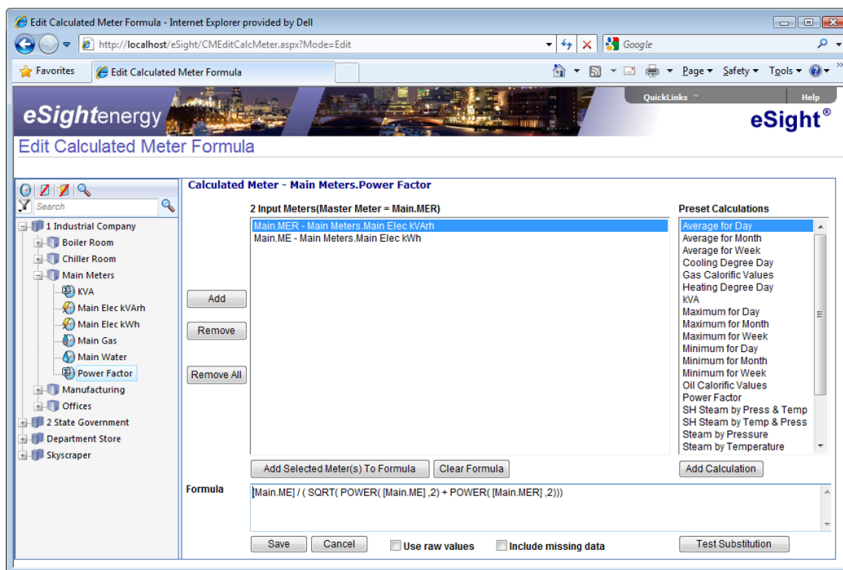 Edit Calculated Meter Formula - Internet Explorer provided by Dell
http://localhost/eSight/CMEditCalcMeter.aspx?Mode=Edit
Google
Favorites
Edit Calculated Meter Formula
Page
Safety
Tools
QuickLinks
Help
eSightenergy
eSight®
Edit Calculated Meter Formula
Search
1 Industrial Company
Boiler Room
Chiller Room
Main Meters
KVA
Main Elec kVArh
Main Elec kWh
Main Gas
Main Water
Power Factor
Manufacturing
Offices
2 State Government
Department Store
Skyscraper
Calculated Meter - Main Meters.Power Factor
2 Input Meters(Master Meter = Main.MER)
Main.MER - Main Meters.Main Elec kVArh
Main.ME - Main Meters.Main Elec kWh
Add
Remove
Remove All
Preset Calculations
Average for Day
Average for Month
Average for Week
Cooling Degree Day
Gas Calorific Values
Heating Degree Day
kVA
Maximum for Day
Maximum for Month
Maximum for Week
Minimum for Day
Minimum for Month
Minimum for Week
Oil Calorific Values
Power Factor
SH Steam by Press & Temp
SH Steam by Temp & Press
Steam by Pressure
Steam by Temperature
Add Selected Meter(s) To Formula
Clear Formula
Add Calculation
Formula
[Main.ME] / ( SQRT( POWER( [Main.ME] ,2) + POWER( [Main.MER] ,2)))
Save
Cancel
Use raw values
Include missing data
Test Substitution